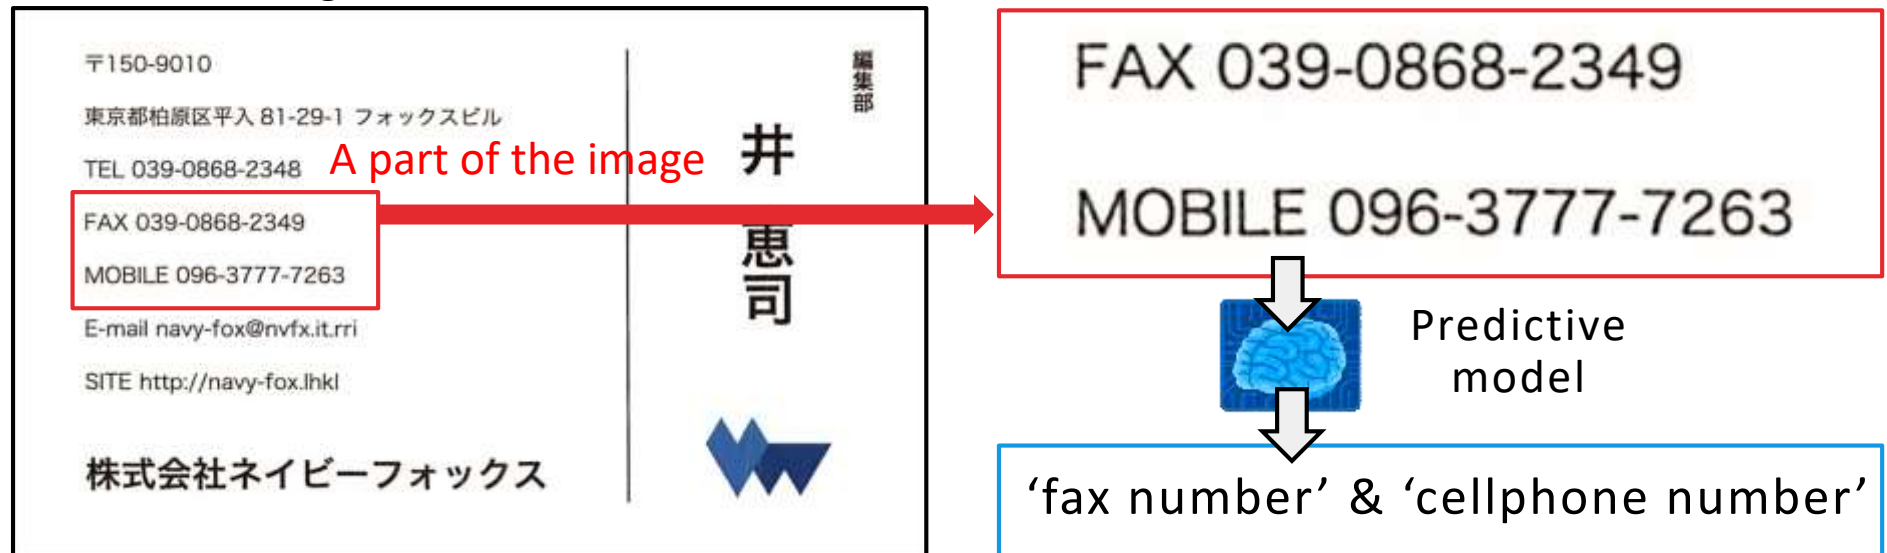 〒150-9010
東京都柏原区平入 81-29-1 フォックスビル
TEL 039-0868-2348
FAX 039-0868-2349
MOBILE 096-3777-7263
E-mail navy-fox@nvfx.it.rri
SITE http://navy-fox.lhkl
株式会社ネイビーフォックス
編集部
井 恵司
A part of the image
FAX 039-0868-2349
MOBILE 096-3777-7263
Predictive
model
‘fax number’ & ‘cellphone number’